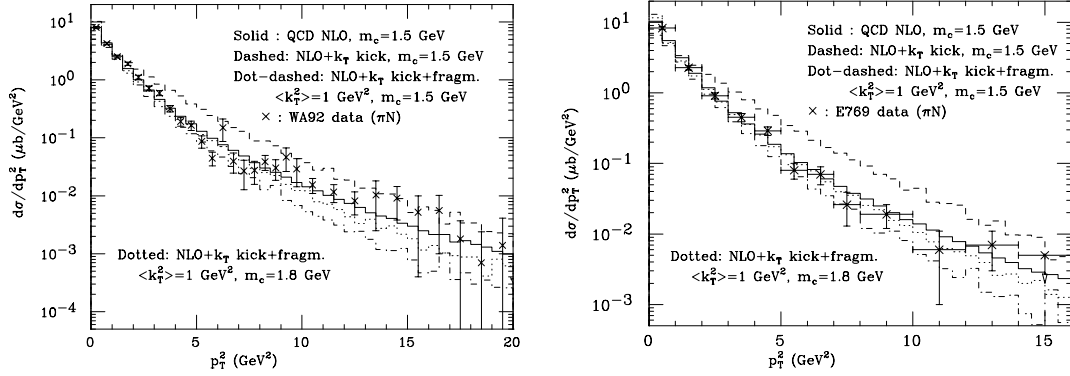 Solid : QCD NLO, m_c=1.5 GeV
Dashed: NLO+k_T kick, m_c=1.5 GeV
Dot-dashed: NLO+k_T kick+fragm.
<k_T^2>=1 GeV^2, m_c=1.5 GeV
× : WA92 data (πN)
Dotted: NLO+k_T kick+fragm.
<k_T^2>=1 GeV^2, m_c=1.8 GeV
dσ/dp_T^2 (μb/GeV^2)
10^1
10^0
10^-1
10^-2
10^-3
10^-4
0 5 10 15 20
p_T^2 (GeV^2)
Solid : QCD NLO, m_c=1.5 GeV
Dashed: NLO+k_T kick, m_c=1.5 GeV
Dot-dashed: NLO+k_T kick+fragm.
<k_T^2>=1 GeV^2, m_c=1.5 GeV
× : E769 data (πN)
Dotted: NLO+k_T kick+fragm.
<k_T^2>=1 GeV^2, m_c=1.8 GeV
dσ/dp_T^2 (μb/GeV^2)
10^1
10^0
10^-1
10^-2
10^-3
0 5 10 15
p_T^2 (GeV^2)